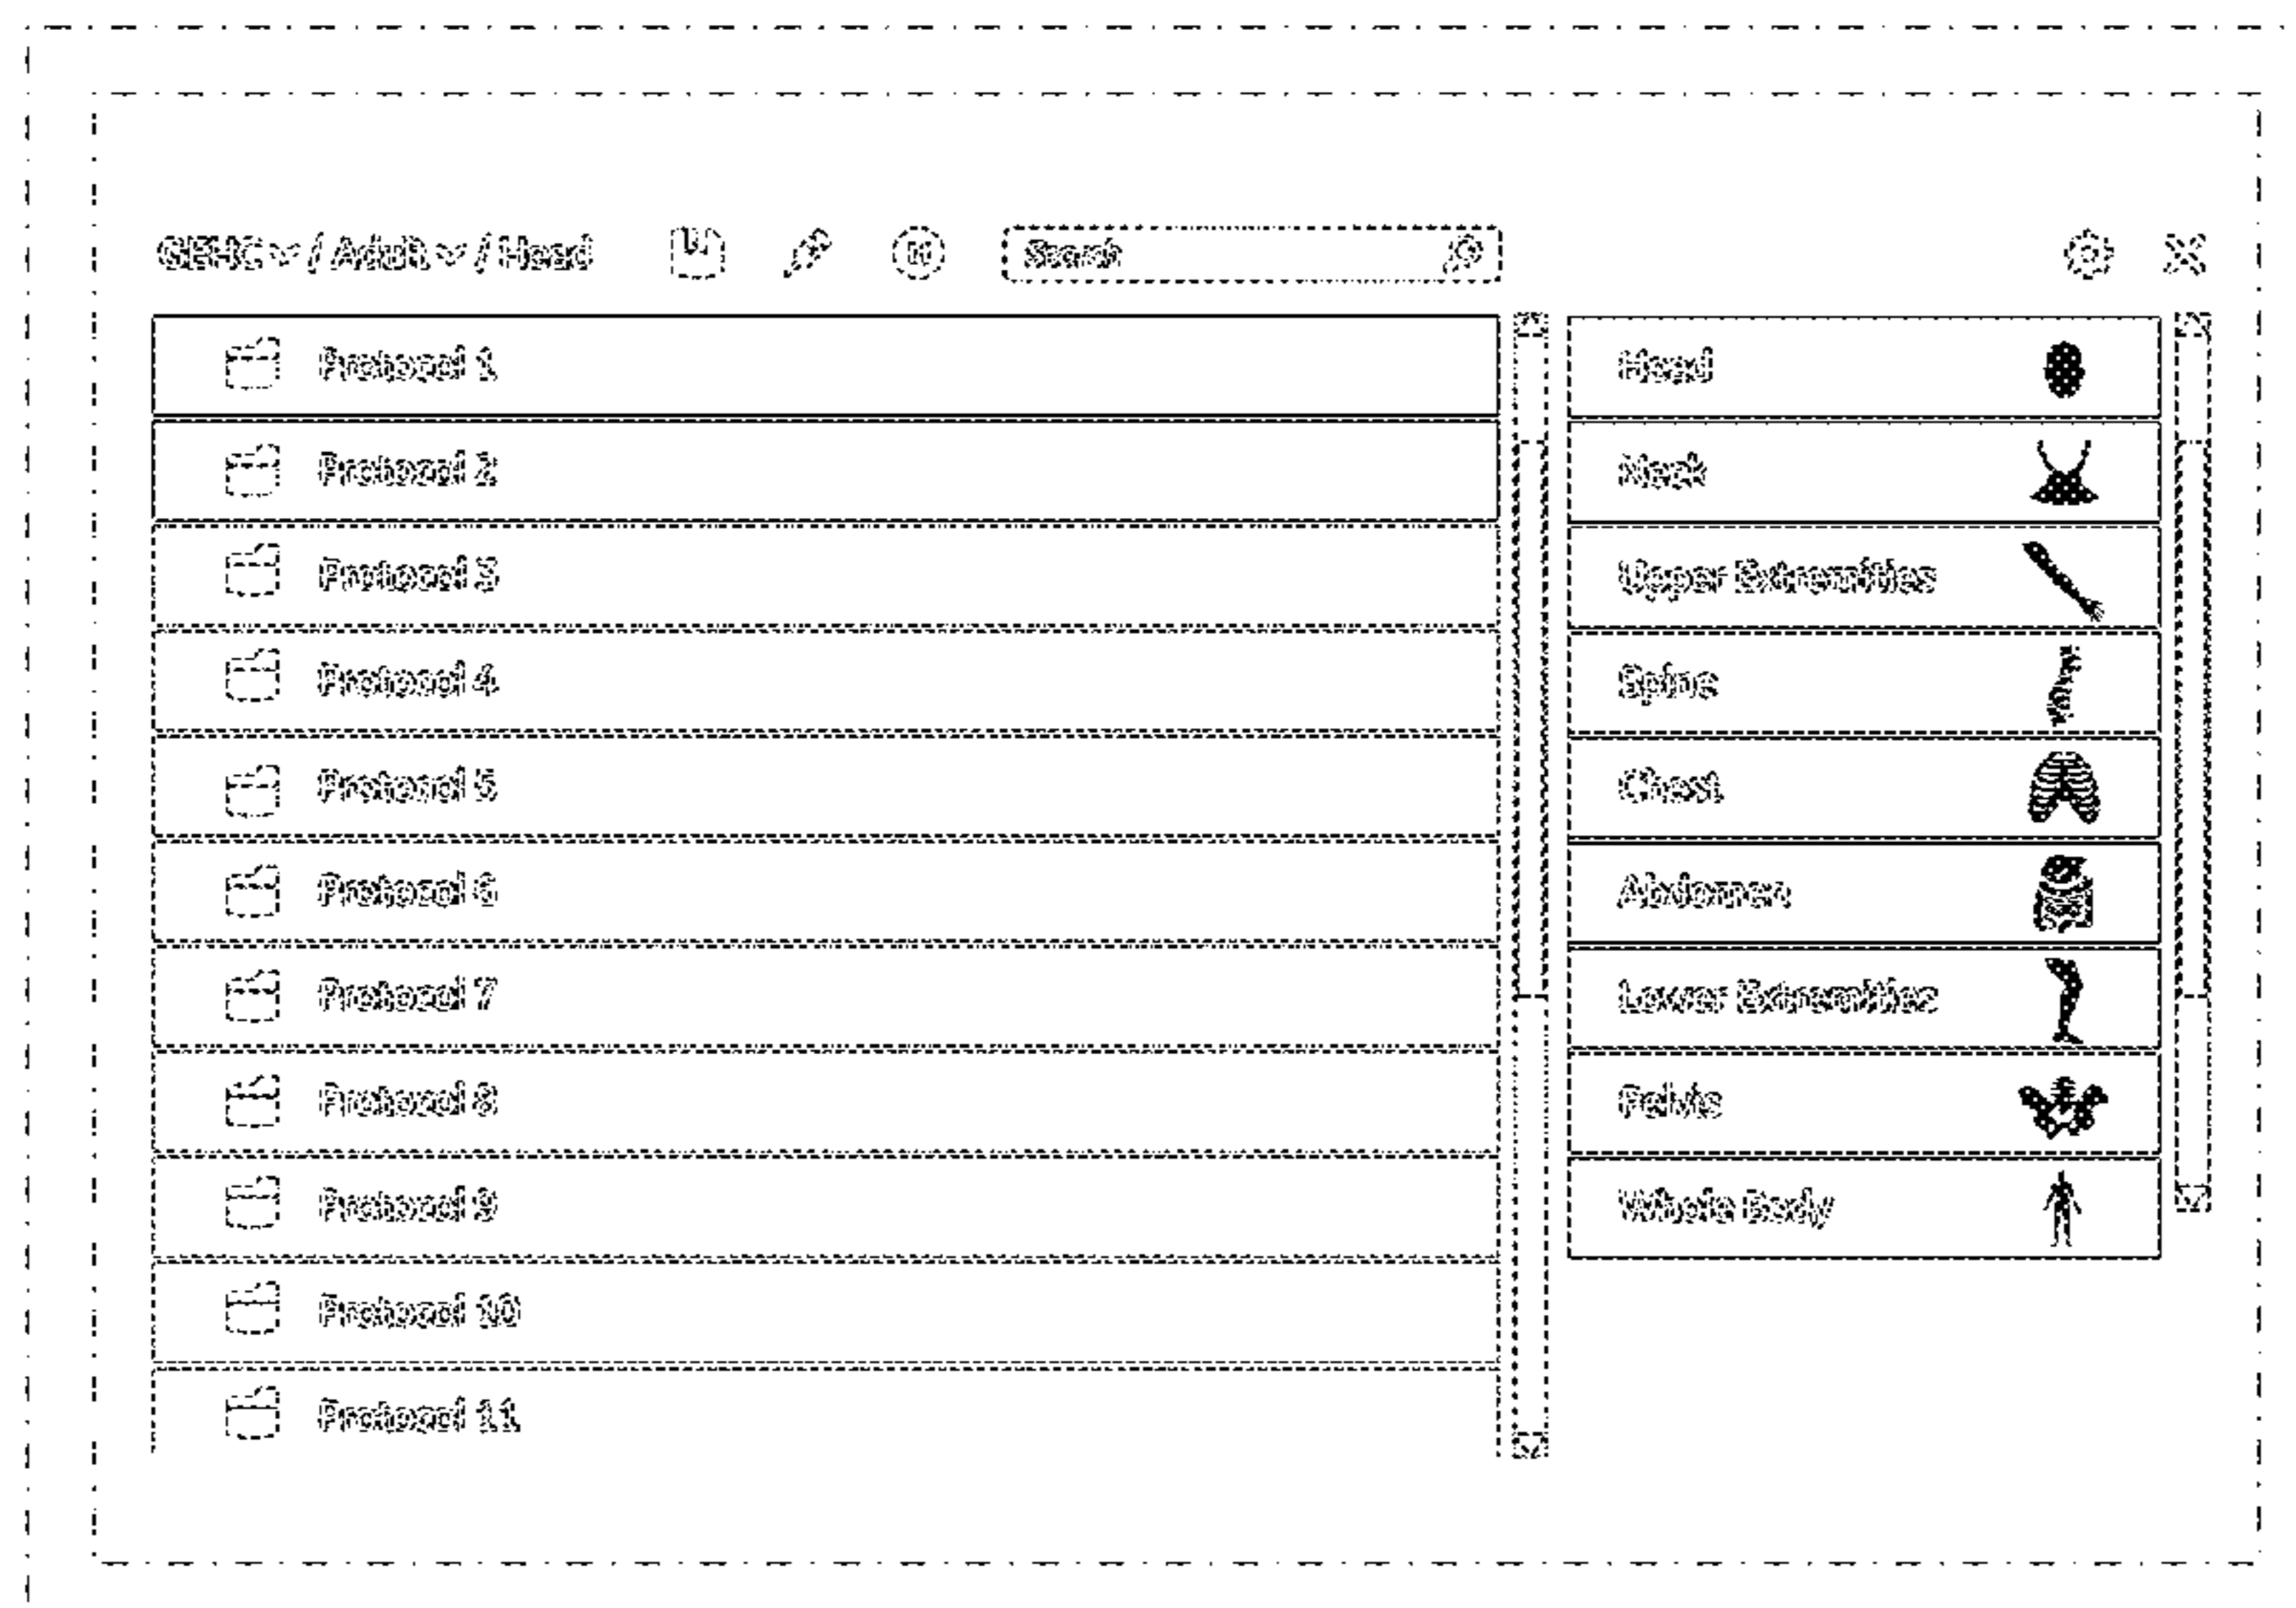 GEHC / Adult / Head
Search
Protocol 1
Protocol 2
Protocol 3
Protocol 4
Protocol 5
Protocol 6
Protocol 7
Protocol 8
Protocol 9
Protocol 10
Protocol 11
Head
Neck
Upper Extremities
Spine
Chest
Abdomen
Lower Extremities
Pelvis
Whole Body